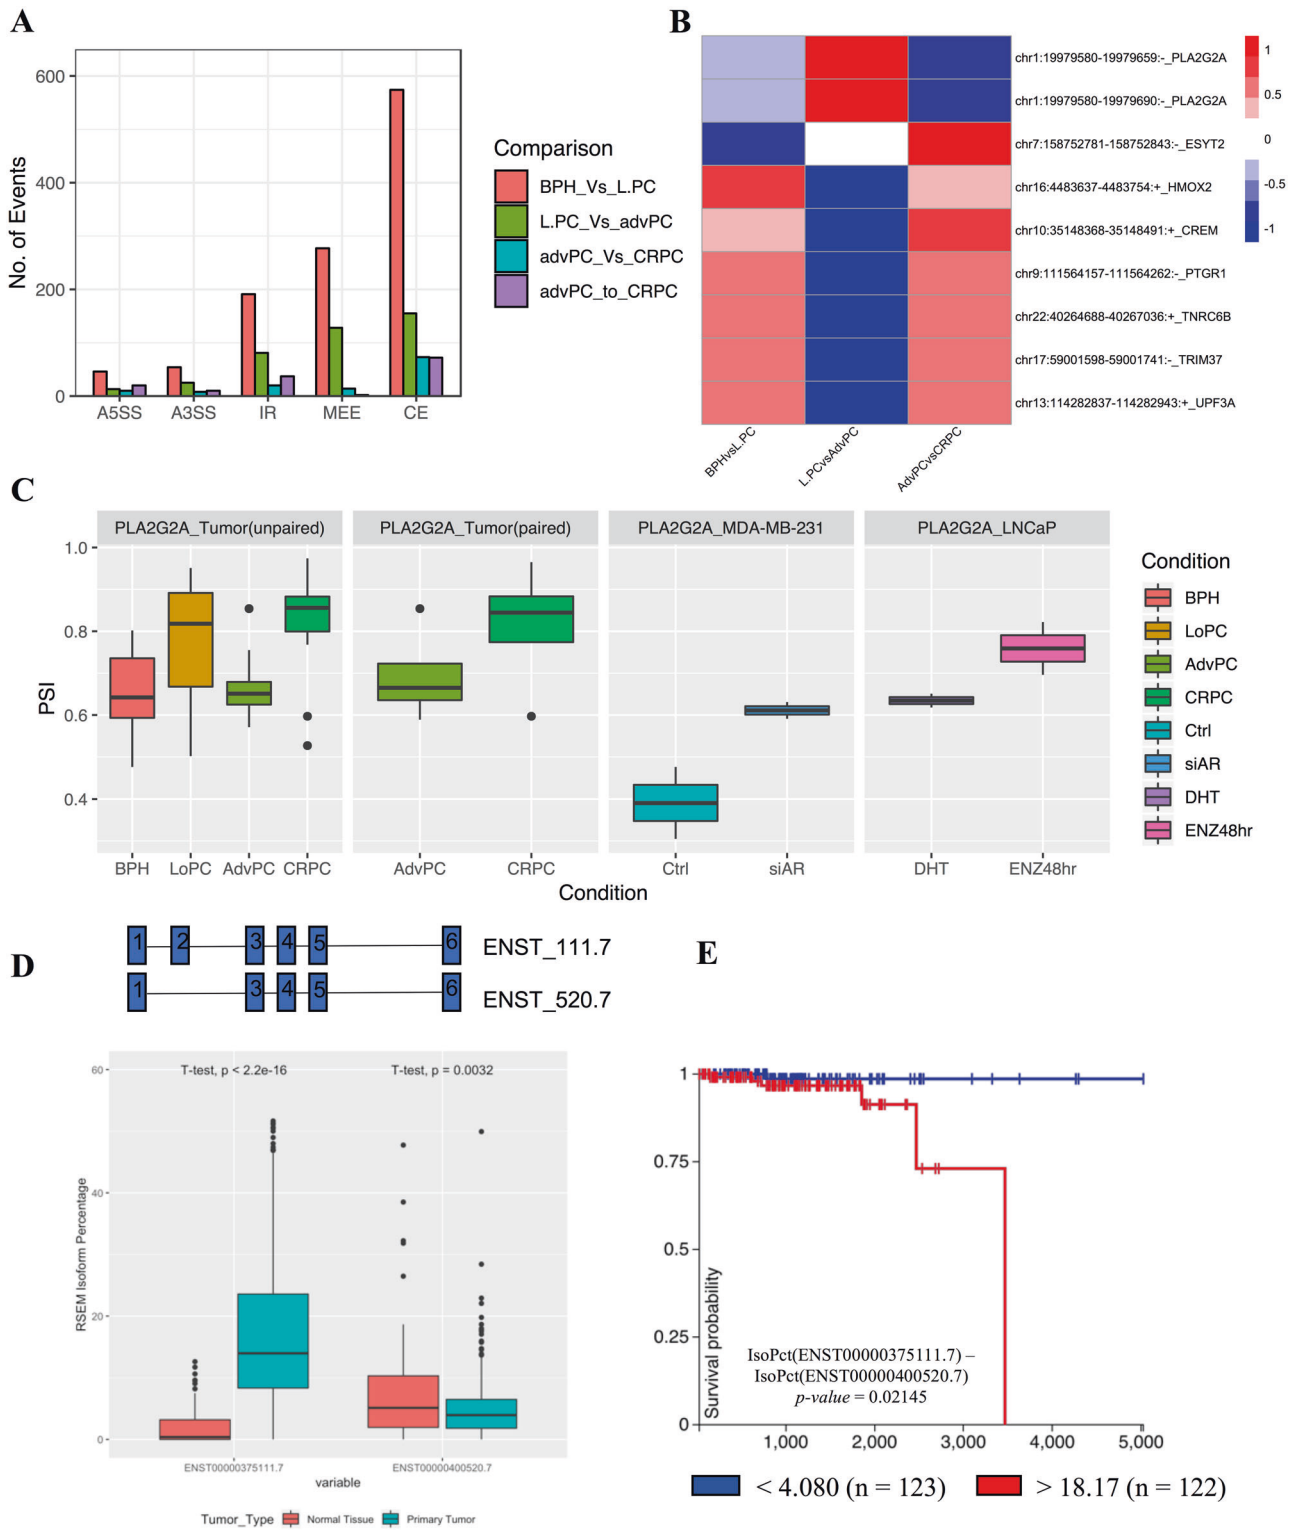 A
600
400
200
0
No. of Events
A5SS A3SS IR MEE CE
Comparison
BPH_Vs_L.PC
L.PC_Vs_advPC
advPC_Vs_CRPC
advPC_to_CRPC
B
chr1:19979580-19979659:-_PLA2G2A
chr1:19979580-19979690:-_PLA2G2A
chr7:158752781-158752843:-_ESYT2
chr16:4483637-4483754:+_HMOX2
chr10:35148368-35148491:+_CREM
chr9:111564157-111564262:-_PTGR1
chr22:40264688-40267036:+_TNRC6B
chr17:59001598-59001741:-_TRIM37
chr13:114282837-114282943:+_UPF3A
BPHvsL.PC
L.PCvsAdvPC
AdvPCvsCRPC
1
0.5
0
-0.5
-1
C
PLA2G2A_Tumor(unpaired) PLA2G2A_Tumor(paired) PLA2G2A_MDA-MB-231 PLA2G2A_LNCaP
1.0
0.8
0.6
0.4
PSI
BPH LoPC AdvPC CRPC AdvPC CRPC Ctrl siAR DHT ENZ48hr
Condition
Condition
BPH
LoPC
AdvPC
CRPC
Ctrl
siAR
DHT
ENZ48hr
D
1 2 3 4 5 6 ENST_111.7
1 3 4 5 6 ENST_520.7
T-test, p < 2.2e-16 T-test, p = 0.0032
60
40
20
0
RSEM Isoform Percentage
ENST00000375111.7 ENST00000400520.7
variable
Tumor_Type Normal Tissue Primary Tumor
E
1
0.75
0.5
0.25
0
Survival probability
IsoPct(ENST00000375111.7) –
IsoPct(ENST00000400520.7)
p-value = 0.02145
1,000 2,000 3,000 4,000 5,000
< 4.080 (n = 123) > 18.17 (n = 122)